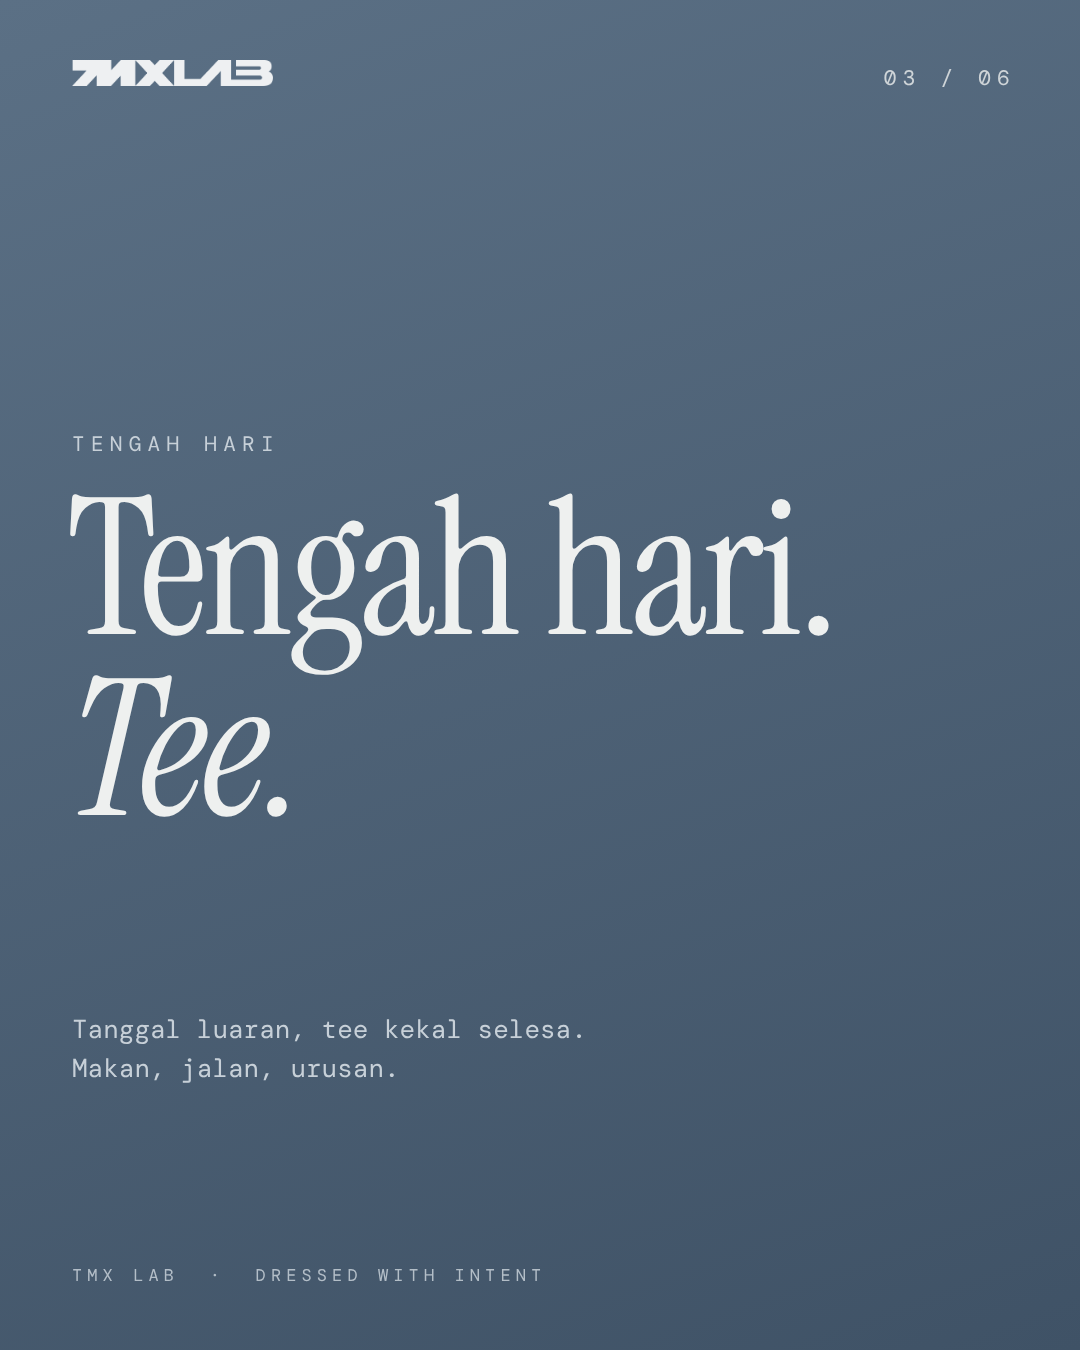 TMXLAB
03 / 06
TENGAH HARI
Tengah hari.
Tee.
Tanggal luaran, tee kekal selesa.
Makan, jalan, urusan.
TMX LAB · DRESSED WITH INTENT